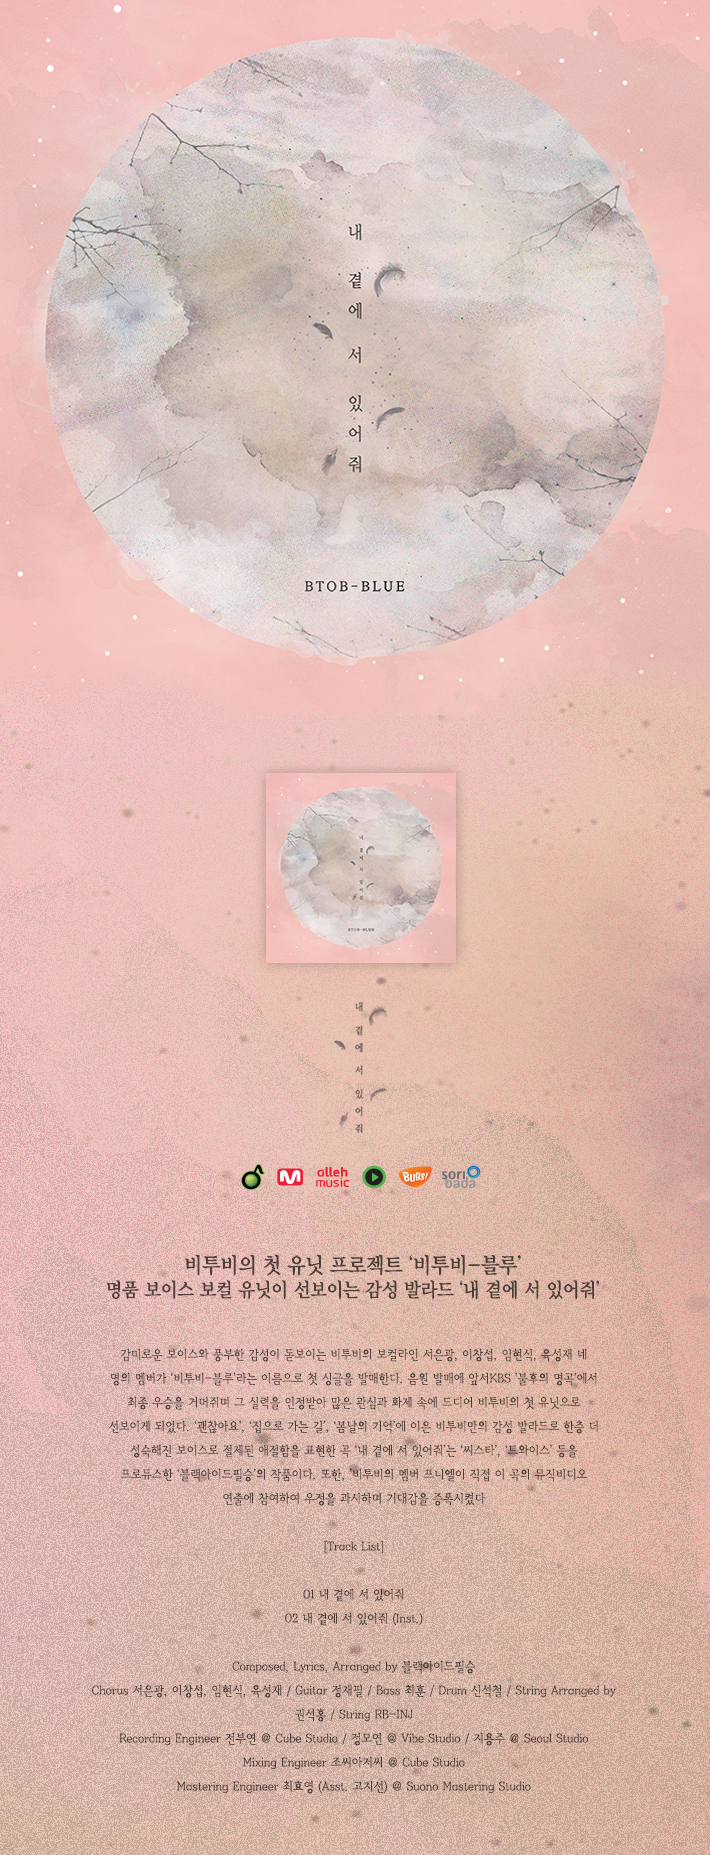 내 곁에 서 있어줘
BTOB-BLUE
내 곁에 서 있어줘
BTOB-BLUE
내 곁에 서 있어줘
M
olleh music
BUGS!
soribada
비투비의 첫 유닛 프로젝트 ‘비투비-블루’
명품 보이스 보컬 유닛이 선보이는 감성 발라드 ‘내 곁에 서 있어줘’
감미로운 보이스와 풍부한 감성이 돋보이는 비투비의 보컬라인 서은광, 이창섭, 임현식, 육성재 네
명의 멤버가 ‘비투비-블루’라는 이름으로 첫 싱글을 발매한다. 음원 발매에 앞서KBS '불후의 명곡'에서
최종 우승을 거머쥐며 그 실력을 인정받아 많은 관심과 화제 속에 드디어 비투비의 첫 유닛으로
선보이게 되었다. ‘괜찮아요’, ‘집으로 가는 길’, ‘봄날의 기억’에 이은 비투비만의 감성 발라드로 한층 더
성숙해진 보이스로 절제된 애절함을 표현한 곡 ‘내 곁에 서 있어줘’는 ‘씨스타’, ‘트와이스’ 등을
프로듀스한 ‘블랙아이드필승’의 작품이다. 또한, ‘비투비의 멤버 프니엘이 직접 이 곡의 뮤직비디오
연출에 참여하여 우정을 과시하며 기대감을 증폭시켰다
[Track List]
01 내 곁에 서 있어줘
02 내 곁에 서 있어줘 (Inst.)
Composed, Lyrics, Arranged by 블랙아이드필승
Chorus 서은광, 이창섭, 임현식, 육성재 / Guitar 정재필 / Bass 최훈 / Drum 신석철 / String Arranged by
권석홍 / String RB-INJ
Recording Engineer 전부연 @ Cube Studio / 정모연 @ Vibe Studio / 지용주 @ Seoul Studio
Mixing Engineer 조씨아저씨 @ Cube Studio
Mastering Engineer 최효영 (Asst. 고지선) @ Suono Mastering Studio